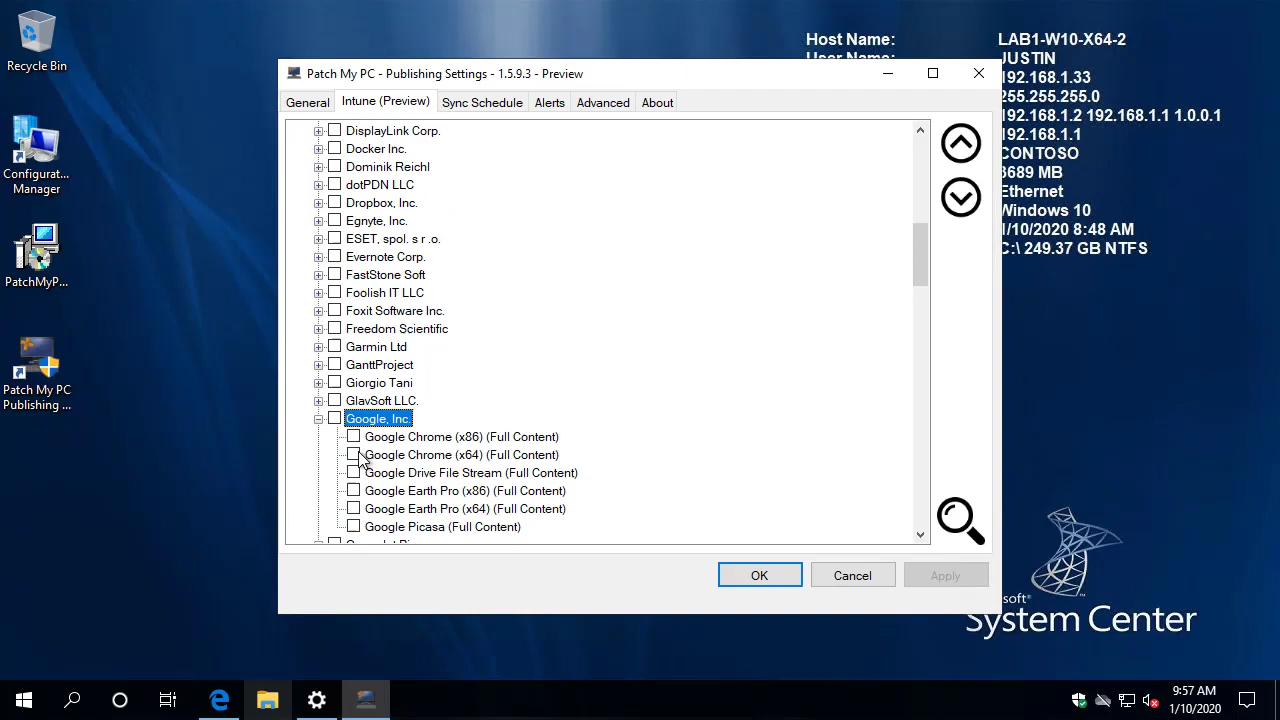 Recycle Bin
Configurat...
Manager
PatchMyP...
Patch My PC
Publishing ...
Host Name:
LAB1-W10-X64-2
JUSTIN
192.168.1.33
255.255.255.0
192.168.1.2 192.168.1.1 1.0.0.1
192.168.1.1
CONTOSO
3689 MB
Ethernet
Windows 10
1/10/2020 8:48 AM
C:\ 249.37 GB NTFS
Patch My PC - Publishing Settings - 1.5.9.3 - Preview
General
Intune (Preview)
Sync Schedule
Alerts
Advanced
About
DisplayLink Corp.
Docker Inc.
Dominik Reichl
dotPDN LLC
Dropbox, Inc.
Egnyte, Inc.
ESET, spol. s r .o.
Evernote Corp.
FastStone Soft
Foolish IT LLC
Foxit Software Inc.
Freedom Scientific
Garmin Ltd
GanttProject
Giorgio Tani
GlavSoft LLC.
Google, Inc.
Google Chrome (x86) (Full Content)
Google Chrome (x64) (Full Content)
Google Drive File Stream (Full Content)
Google Earth Pro (x86) (Full Content)
Google Earth Pro (x64) (Full Content)
Google Picasa (Full Content)
OK
Cancel
Apply
System Center
9:57 AM
1/10/2020